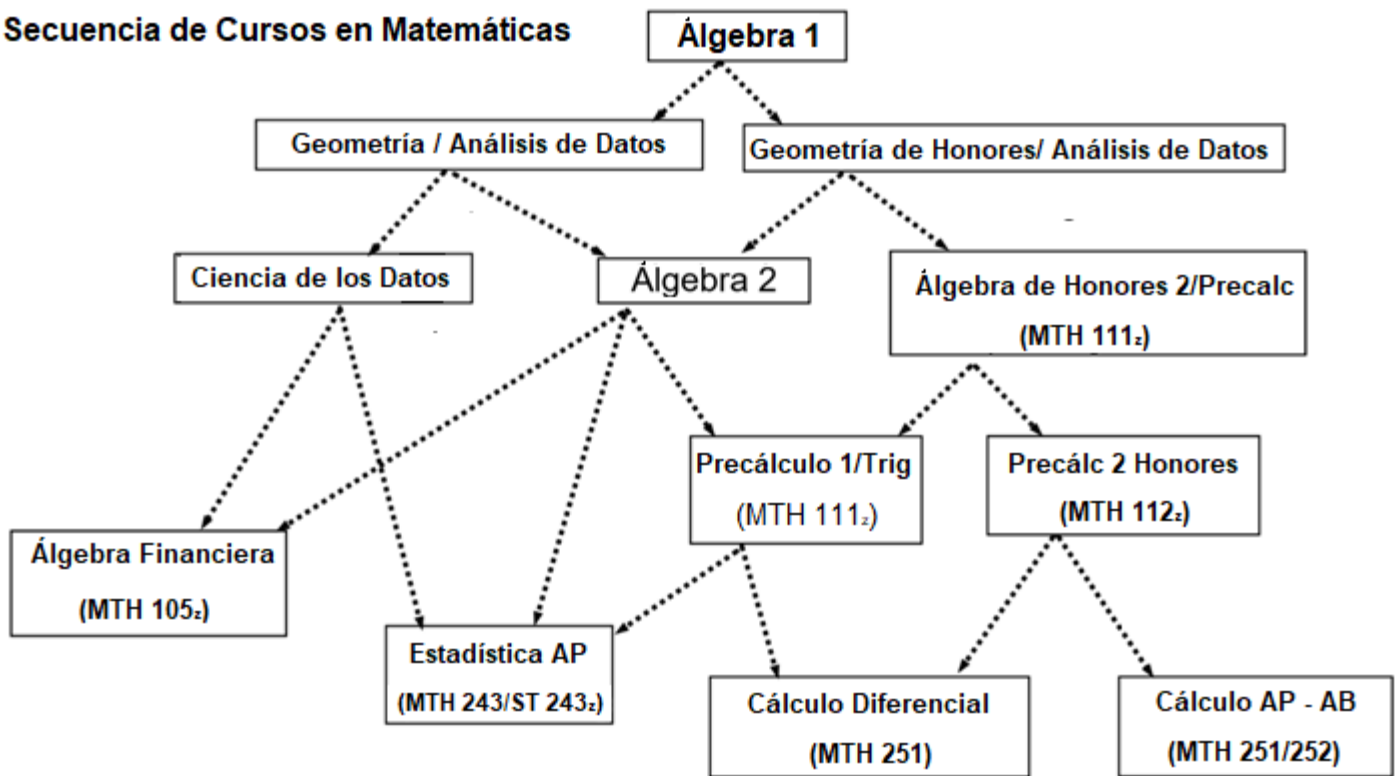 Secuencia de Cursos en Matemáticas
Álgebra 1
Geometría / Análisis de Datos
Geometría de Honores/ Análisis de Datos
Ciencia de los Datos
Álgebra 2
Álgebra de Honores 2/Precalc
(MTH 111z)
Precálculo 1/Trig
(MTH 111z)
Precálc 2 Honores
(MTH 112z)
Álgebra Financiera
(MTH 105z)
Estadística AP
(MTH 243/ST 243z)
Cálculo Diferencial
(MTH 251)
Cálculo AP - AB
(MTH 251/252)